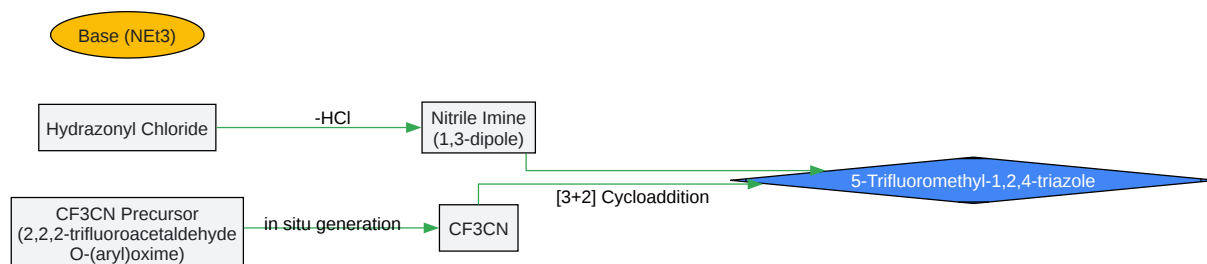 Base (NEt3)
Hydrazonyl Chloride
-HCl
Nitrile Imine
(1,3-dipole)
5-Trifluoromethyl-1,2,4-triazole
[3+2] Cycloaddition
CF3CN Precursor
(2,2,2-trifluoroacetaldehyde
O-(aryl)oxime)
in situ generation
CF3CN